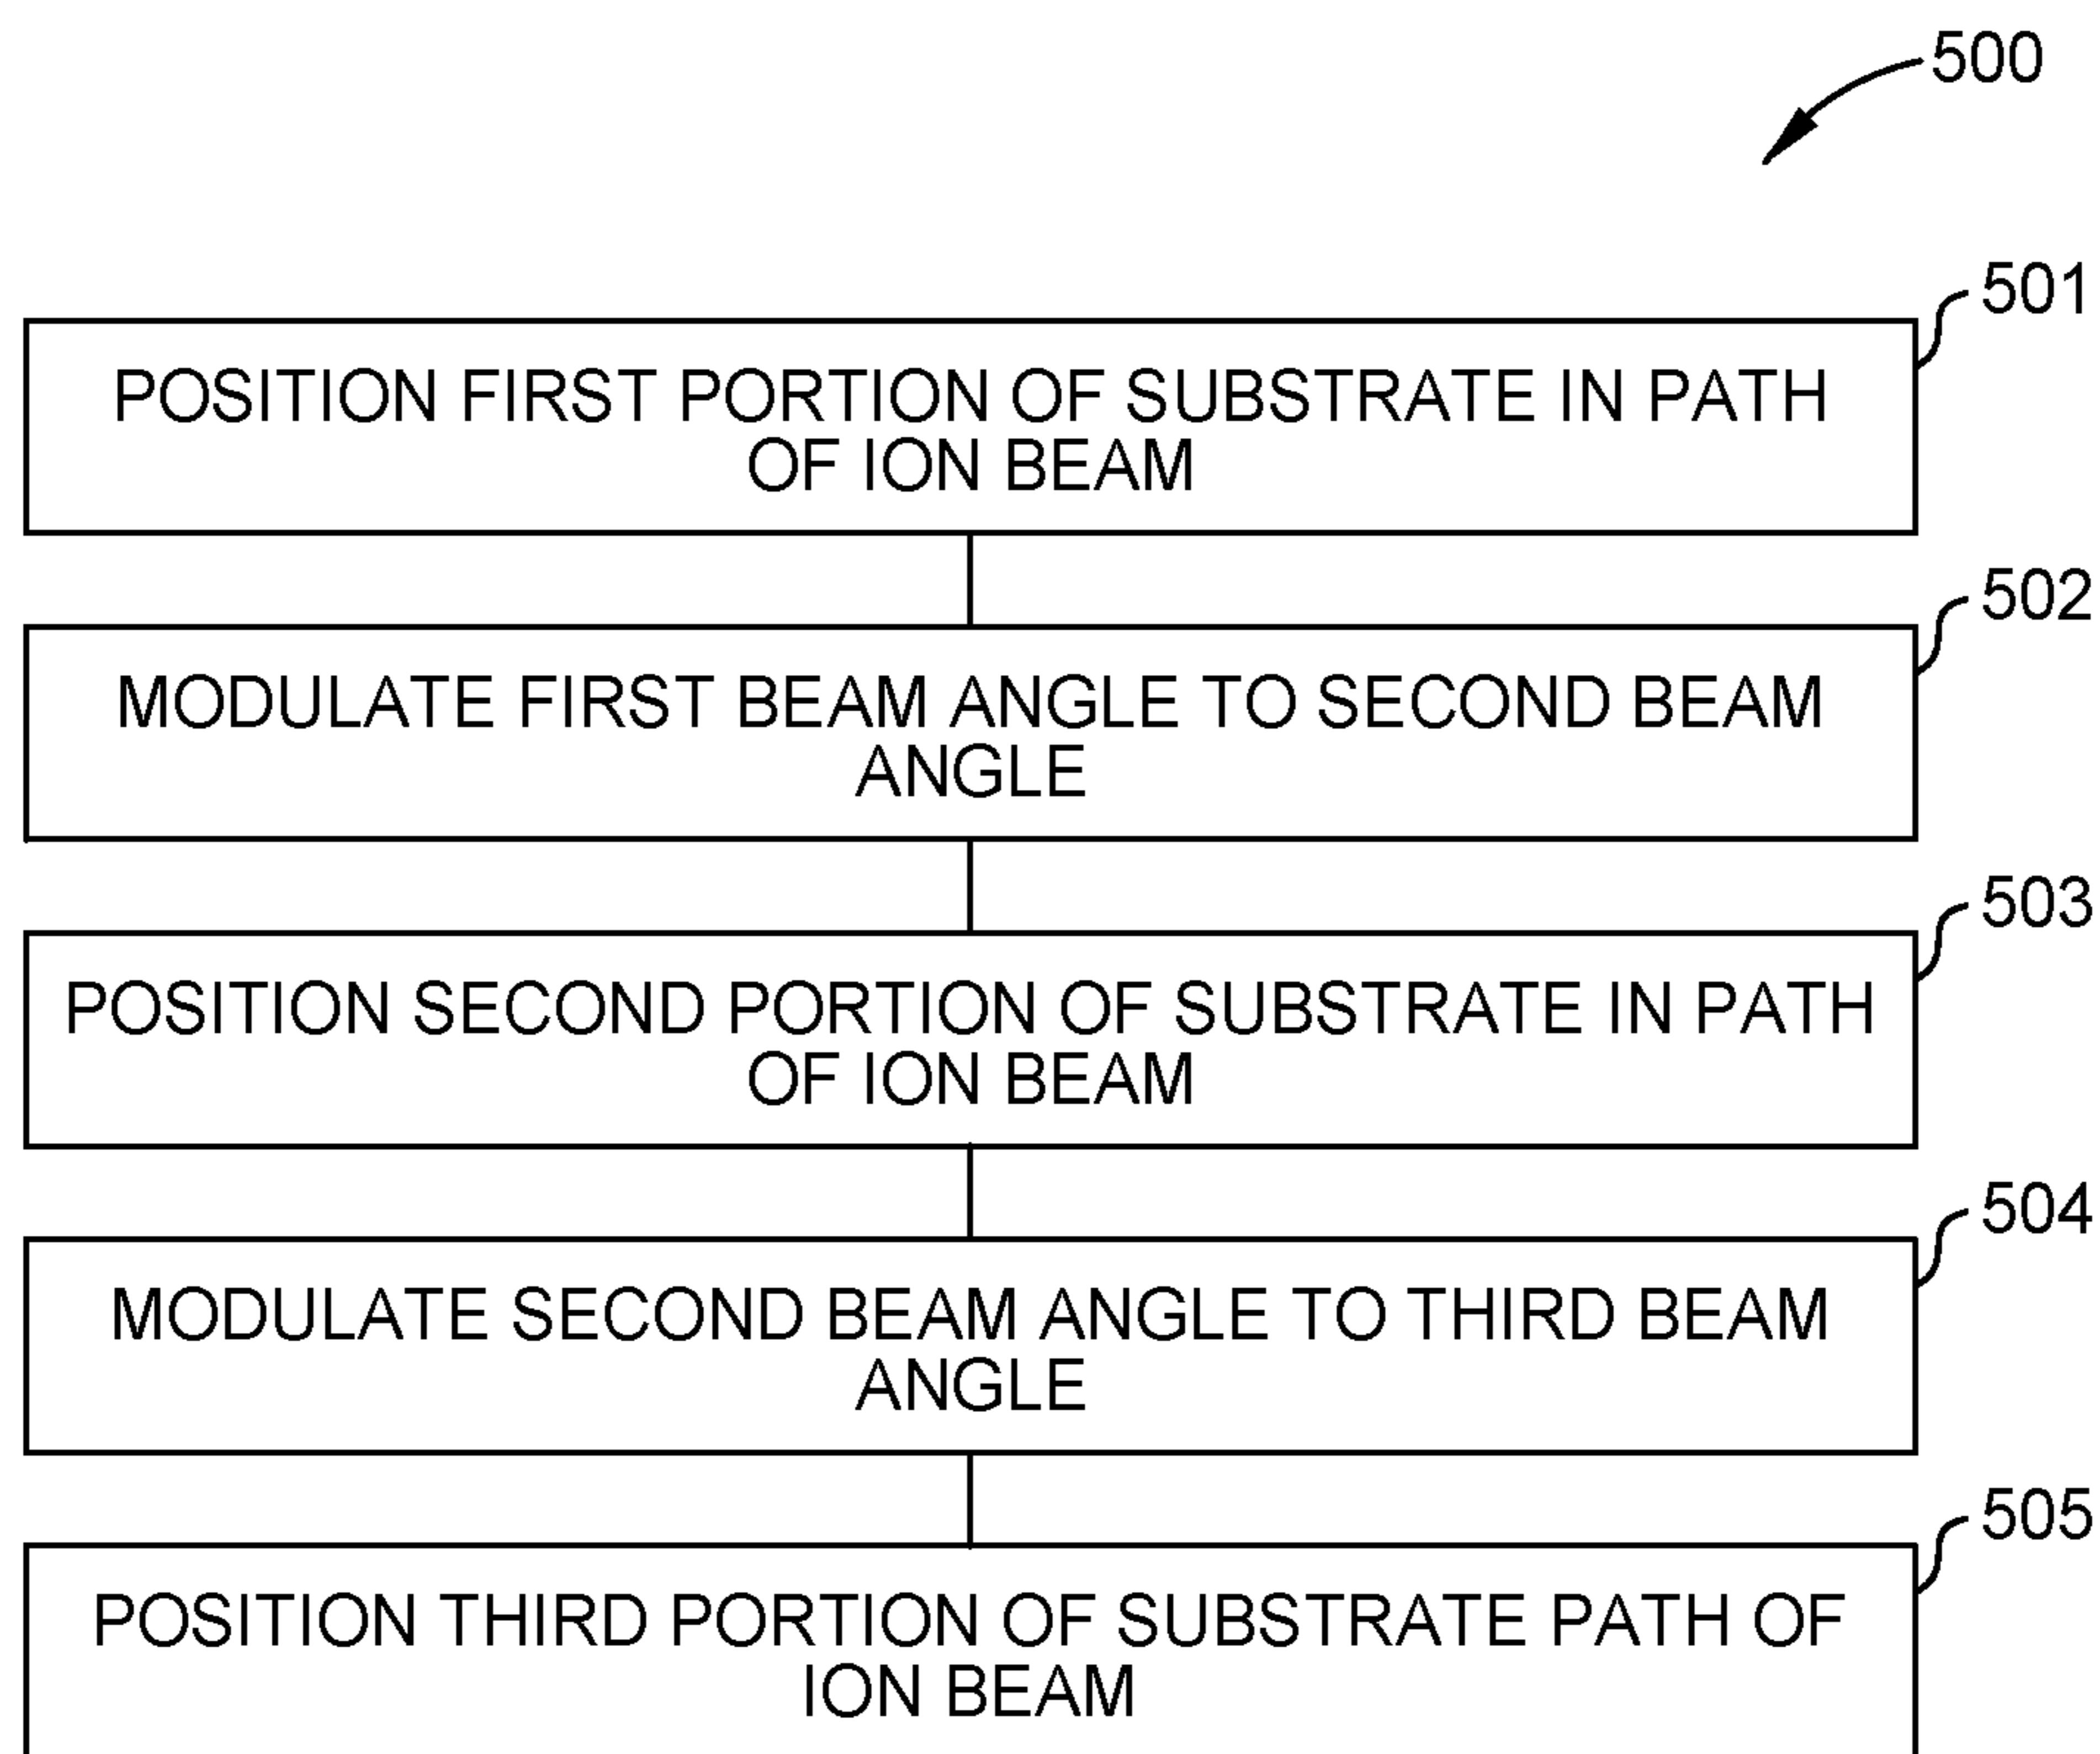 500
501
POSITION FIRST PORTION OF SUBSTRATE IN PATH
OF ION BEAM
502
MODULATE FIRST BEAM ANGLE TO SECOND BEAM
ANGLE
503
POSITION SECOND PORTION OF SUBSTRATE IN PATH
OF ION BEAM
504
MODULATE SECOND BEAM ANGLE TO THIRD BEAM
ANGLE
505
POSITION THIRD PORTION OF SUBSTRATE PATH OF
ION BEAM